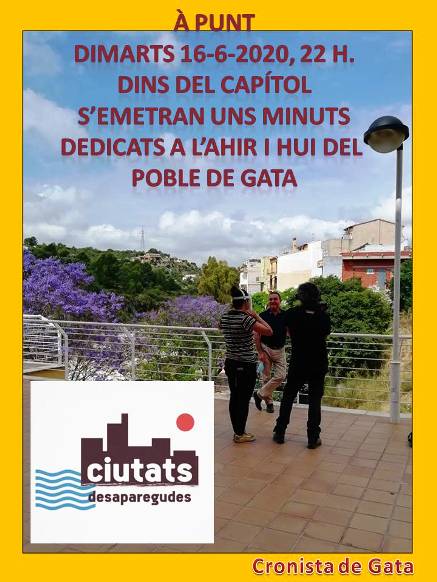 À PUNT
DIMARTS 16-6-2020, 22 H.
DINS DEL CAPÍTOL
S'EMETRAN UNS MINUTS
DEDICATS A L'AHIR I HUI DEL
POBLE DE GATA
ciutats
desaparegudes
Cronista de Gata